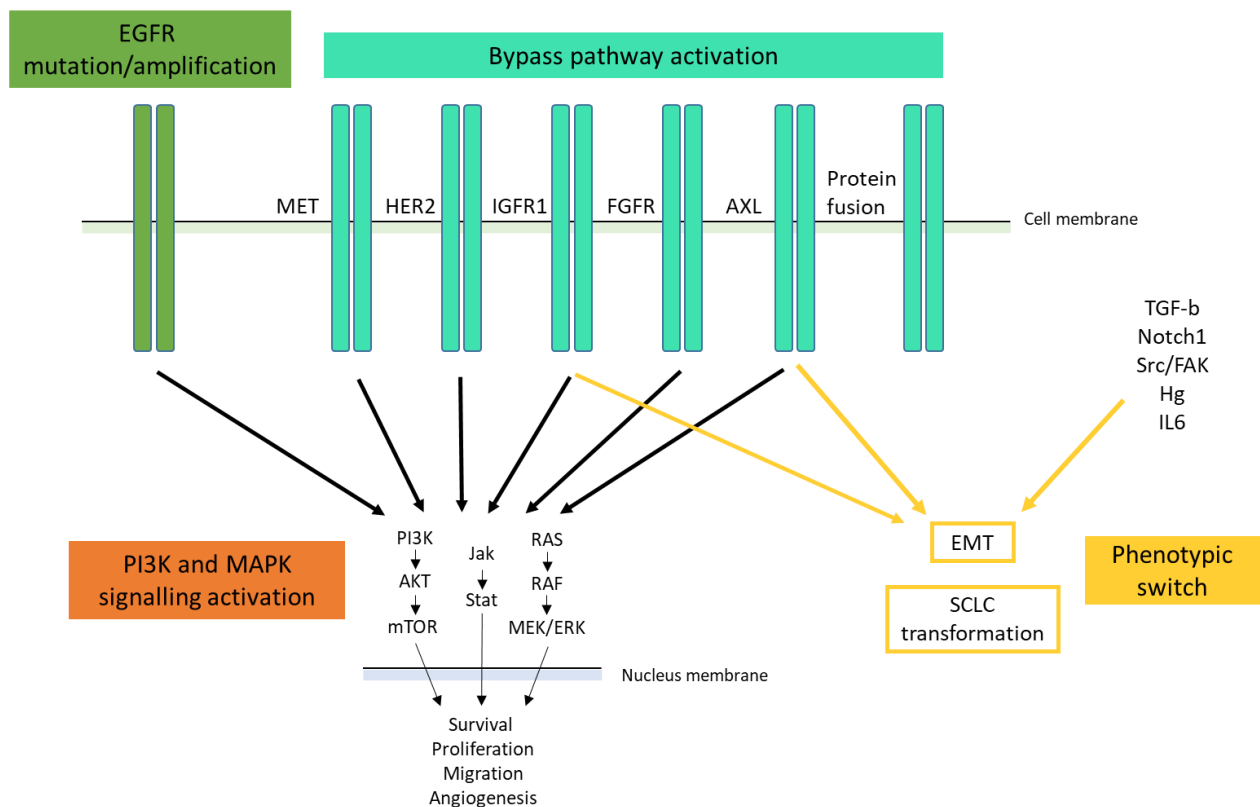 EGFR
mutation/amplification
Bypass pathway activation
MET
HER2
IGFR1
FGFR
AXL
Protein
fusion
Cell membrane
TGF-b
Notch1
Src/FAK
Hg
IL6
PI3K and MAPK
signalling activation
PI3K
AKT
mTOR
Jak
Stat
RAS
RAF
MEK/ERK
EMT
SCLC
transformation
Phenotypic
switch
Nucleus membrane
Survival
Proliferation
Migration
Angiogenesis